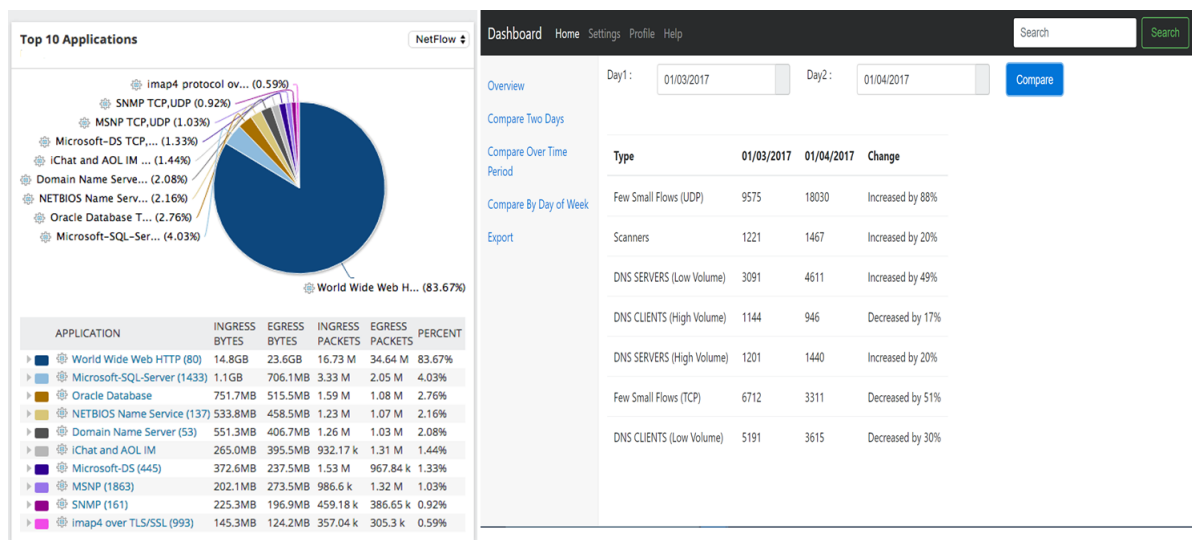 Top 10 Applications
NetFlow
imap4 protocol ov... (0.59%)
SNMP TCP,UDP (0.92%)
MSNP TCP,UDP (1.03%)
Microsoft-DS TCP,... (1.33%)
iChat and AOL IM ... (1.44%)
Domain Name Serve... (2.08%)
NETBIOS Name Serv... (2.16%)
Oracle Database T... (2.76%)
Microsoft-SQL-Ser... (4.03%)
World Wide Web H... (83.67%)
APPLICATION INGRESS BYTES EGRESS BYTES INGRESS PACKETS EGRESS PACKETS PERCENT
World Wide Web HTTP (80) 14.8GB 23.6GB 16.73 M 34.64 M 83.67%
Microsoft-SQL-Server (1433) 1.1GB 706.1MB 3.33 M 2.05 M 4.03%
Oracle Database 751.7MB 515.5MB 1.59 M 1.08 M 2.76%
NETBIOS Name Service (137) 533.8MB 458.5MB 1.23 M 1.07 M 2.16%
Domain Name Server (53) 551.3MB 406.7MB 1.26 M 1.03 M 2.08%
iChat and AOL IM 265.0MB 395.5MB 932.17 k 1.31 M 1.44%
Microsoft-DS (445) 372.6MB 237.5MB 1.53 M 967.84 k 1.33%
MSNP (1863) 202.1MB 273.5MB 986.6 k 1.32 M 1.03%
SNMP (161) 225.3MB 196.9MB 459.18 k 386.65 k 0.92%
imap4 over TLS/SSL (993) 145.3MB 124.2MB 357.04 k 305.3 k 0.59%
Dashboard Home Settings Profile Help Search Search
Overview
Compare Two Days
Compare Over Time
Period
Compare By Day of Week
Export
Day1 : 01/03/2017 Day2 : 01/04/2017 Compare
Type 01/03/2017 01/04/2017 Change
Few Small Flows (UDP) 9575 18030 Increased by 88%
Scanners 1221 1467 Increased by 20%
DNS SERVERS (Low Volume) 3091 4611 Increased by 49%
DNS CLIENTS (High Volume) 1144 946 Decreased by 17%
DNS SERVERS (High Volume) 1201 1440 Increased by 20%
Few Small Flows (TCP) 6712 3311 Decreased by 51%
DNS CLIENTS (Low Volume) 5191 3615 Decreased by 30%